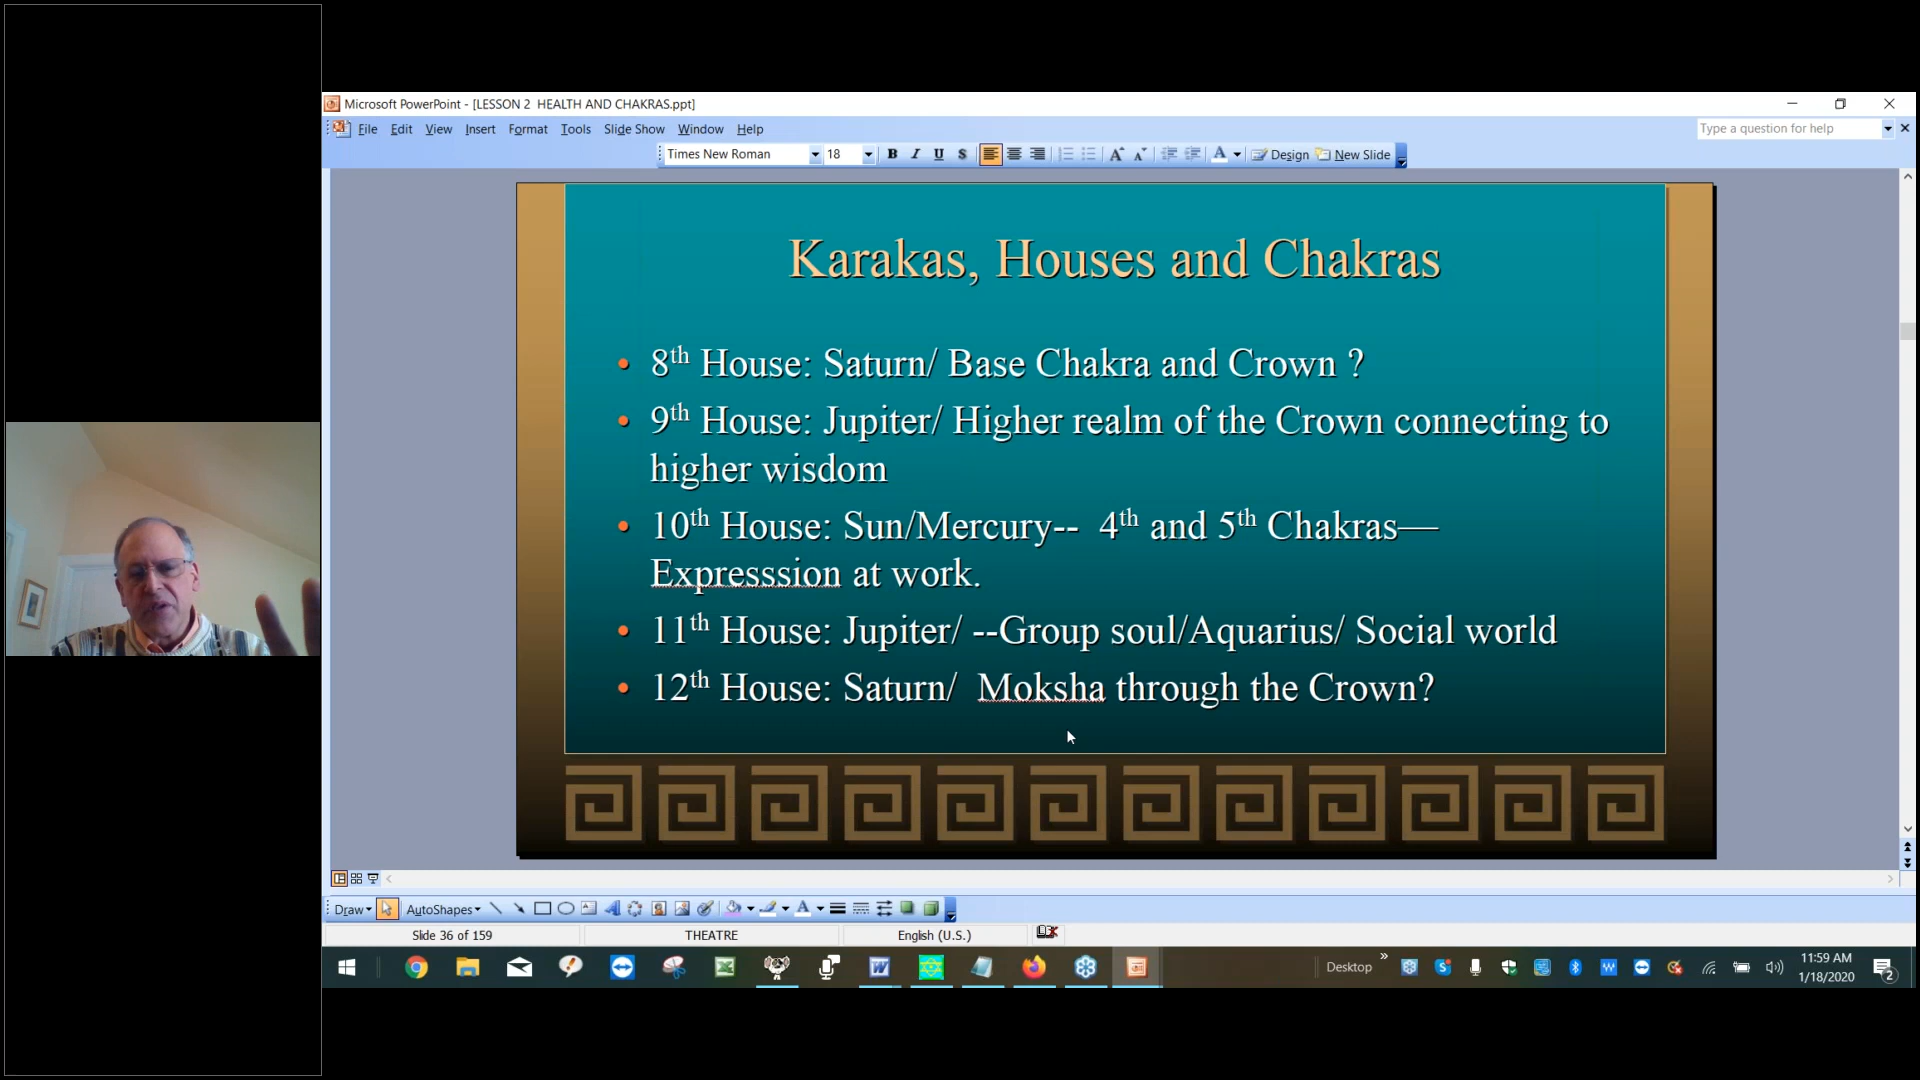 Microsoft PowerPoint - [LESSON 2  HEALTH AND CHAKRAS.ppt]
File Edit View Insert Format Tools Slide Show Window Help
Type a question for help
Times New Roman 18 B I U S A A A Design New Slide
Karakas, Houses and Chakras
• 8th House: Saturn/ Base Chakra and Crown ?
• 9th House: Jupiter/ Higher realm of the Crown connecting to
higher wisdom
• 10th House: Sun/Mercury--  4th and 5th Chakras—
Expresssion at work.
• 11th House: Jupiter/ --Group soul/Aquarius/ Social world
• 12th House: Saturn/  Moksha through the Crown?
Draw AutoShapes A
Slide 36 of 159 THEATRE English (U.S.)
Desktop
11:59 AM
1/18/2020
2